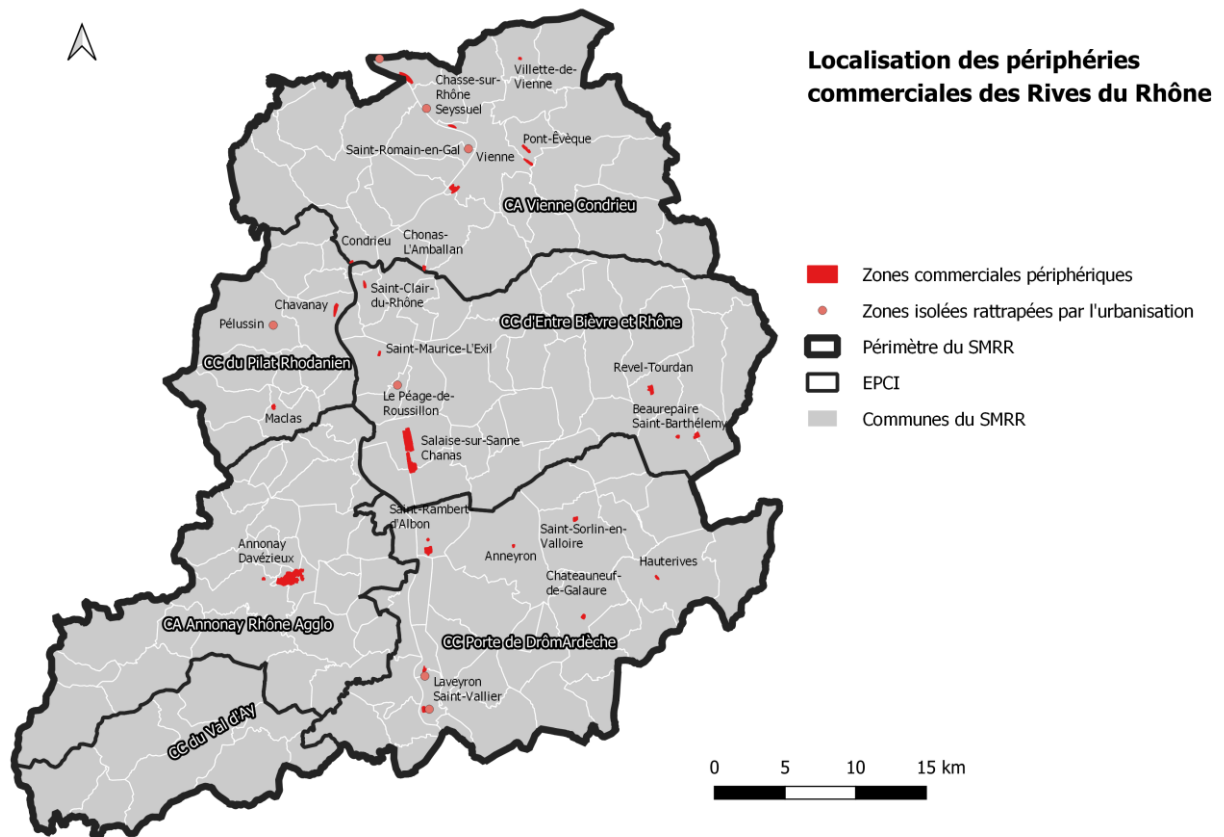 Localisation des périphéries
commerciales des Rives du Rhône
Villette-de-
Vienne
Chasse-sur-
Rhône
Seyssuel
Pont-Évèque
Saint-Romain-en-Gal
Vienne
CA Vienne Condrieu
Condrieu
Chonas-
L'Amballan
Saint-Clair-
du-Rhône
Chavanay
Pélussin
CC d'Entre Bièvre et Rhône
CC du Pilat Rhodanien
Saint-Maurice-L'Exil
Revel-Tourdan
Le Péage-de-
Roussillon
Maclas
Beaurepaire
Saint-Barthélemy
Salaise-sur-Sanne
Chanas
Saint-Rambert
d'Albon
Saint-Sorlin-en-
Valloire
Anneyron
Annonay
Davézieux
Hauterives
Chateauneuf-
de-Galaure
CA Annonay Rhône Agglo
CC Porte de DrômArdèche
Laveyron
Saint-Vallier
CC du Val d'Ay
Zones commerciales périphériques
Zones isolées rattrapées par l'urbanisation
Périmètre du SMRR
EPCI
Communes du SMRR
0 5 10 15 km